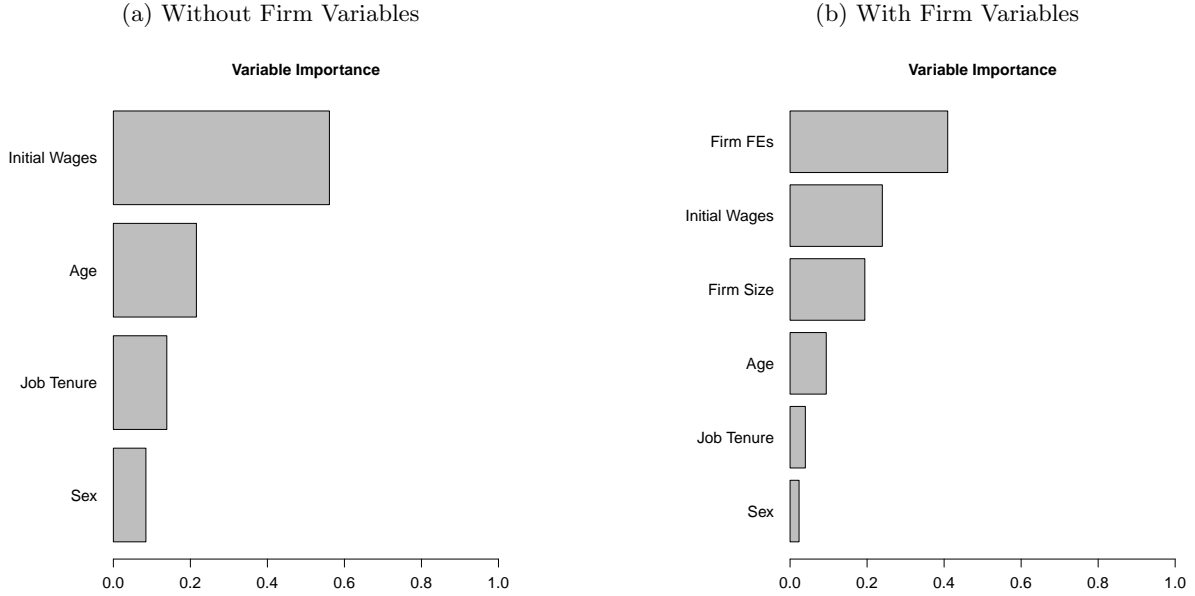 (a) Without Firm Variables
Variable Importance
Initial Wages
Age
Job Tenure
Sex
0.0 0.2 0.4 0.6 0.8 1.0
(b) With Firm Variables
Variable Importance
Firm FEs
Initial Wages
Firm Size
Age
Job Tenure
Sex
0.0 0.2 0.4 0.6 0.8 1.0